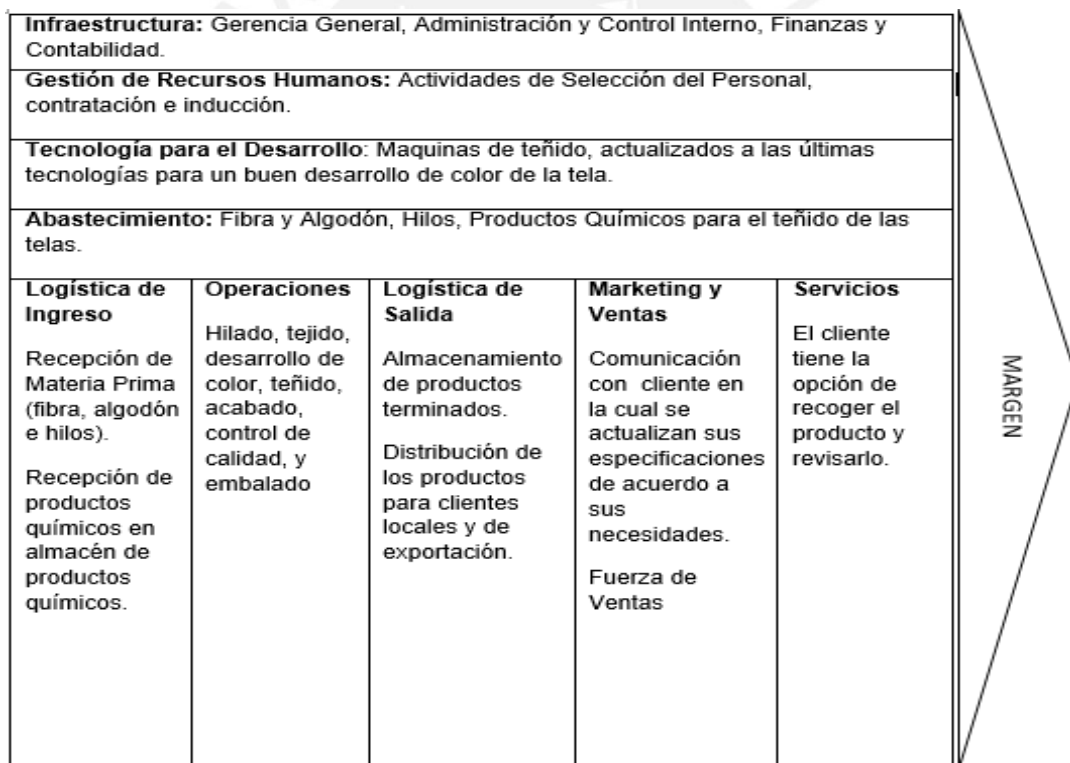 Infraestructura: Gerencia General, Administración y Control Interno, Finanzas y
Contabilidad.
Gestión de Recursos Humanos: Actividades de Selección del Personal,
contratación e inducción.
Tecnología para el Desarrollo: Maquinas de teñido, actualizados a las últimas
tecnologías para un buen desarrollo de color de la tela.
Abastecimiento: Fibra y Algodón, Hilos, Productos Químicos para el teñido de las
telas.
Logística de
Ingreso
Recepción de
Materia Prima
(fibra, algodón
e hilos).
Recepción de
productos
químicos en
almacén de
productos
químicos.
Operaciones
Hilado, tejido,
desarrollo de
color, teñido,
acabado,
control de
calidad, y
embalado
Logística de
Salida
Almacenamiento
de productos
terminados.
Distribución de
los productos
para clientes
locales y de
exportación.
Marketing y
Ventas
Comunicación
con cliente en
la cual se
actualizan sus
especificaciones
de acuerdo a
sus
necesidades.
Fuerza de
Ventas
Servicios
El cliente
tiene la
opción de
recoger el
producto y
revisarlo.
MARGEN